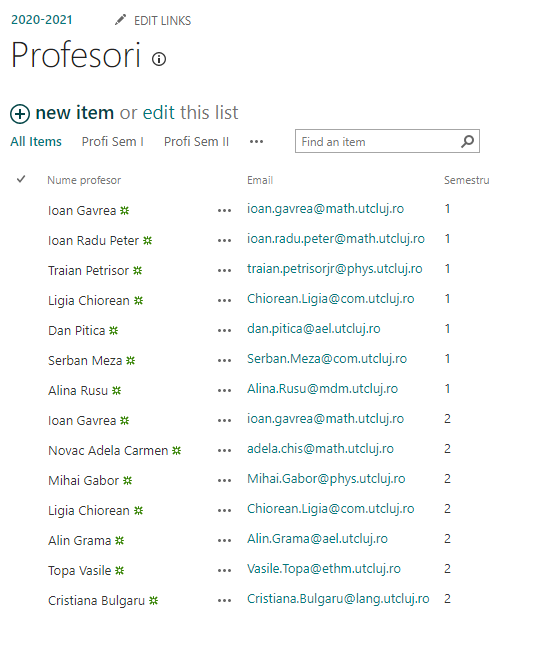 2020-2021 EDIT LINKS
Profesori
new item or edit this list
All Items Profi Sem I Profi Sem II ··· Find an item
Nume profesor Email Semestru
Ioan Gavrea ··· ioan.gavrea@math.utcluj.ro 1
Ioan Radu Peter ··· ioan.radu.peter@math.utcluj.ro 1
Traian Petrisor ··· traian.petrisorjr@phys.utcluj.ro 1
Ligia Chiorean ··· Chiorean.Ligia@com.utcluj.ro 1
Dan Pitica ··· dan.pitica@ael.utcluj.ro 1
Serban Meza ··· Serban.Meza@com.utcluj.ro 1
Alina Rusu ··· Alina.Rusu@mdm.utcluj.ro 1
Ioan Gavrea ··· ioan.gavrea@math.utcluj.ro 2
Novac Adela Carmen ··· adela.chis@math.utcluj.ro 2
Mihai Gabor ··· Mihai.Gabor@phys.utcluj.ro 2
Ligia Chiorean ··· Chiorean.Ligia@com.utcluj.ro 2
Alin Grama ··· Alin.Grama@ael.utcluj.ro 2
Topa Vasile ··· Vasile.Topa@ethm.utcluj.ro 2
Cristiana Bulgaru ··· Cristiana.Bulgaru@lang.utcluj.ro 2